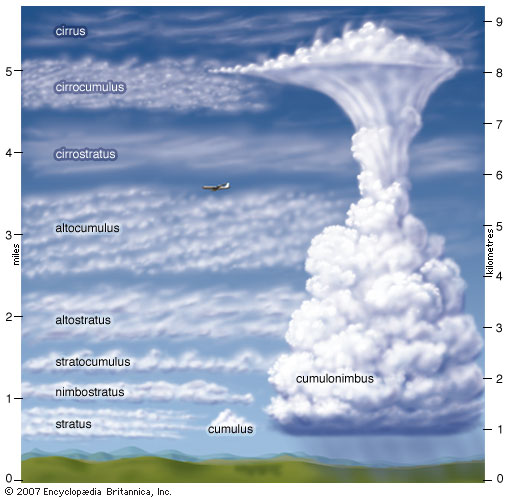 cirrus
cirrocumulus
cirrostratus
altocumulus
altostratus
stratocumulus
nimbostratus
stratus
cumulus
cumulonimbus
5
4
3
2
1
0
miles
9
8
7
6
5
4
3
2
1
0
kilometres
© 2007 Encyclopædia Britannica, Inc.